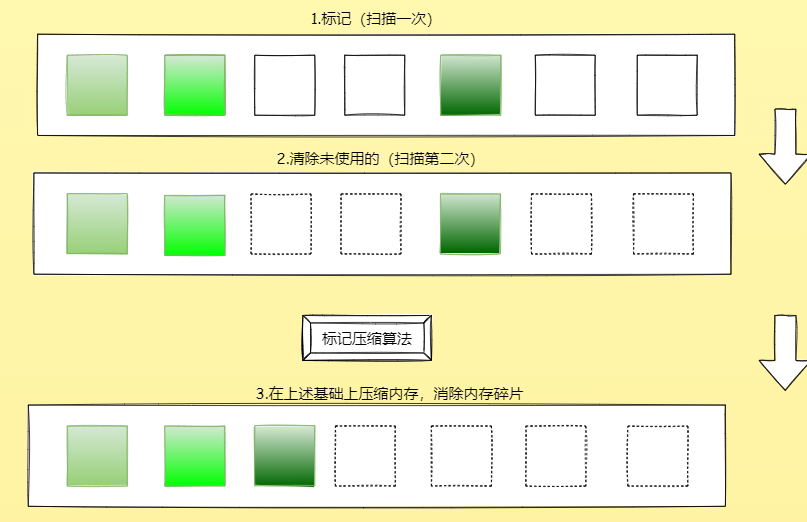 1.标记（扫描一次）
2.清除未使用的（扫描第二次）
标记压缩算法
3.在上述基础上压缩内存，消除内存碎片